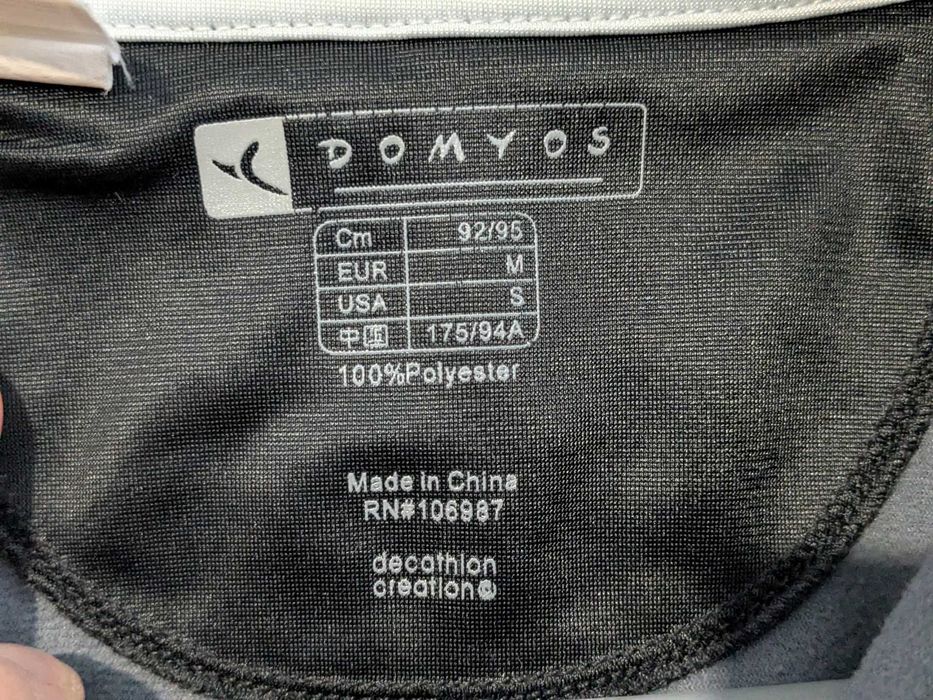 DOMYOS
Cm 92/95
EUR M
USA S
中国 175/94A
100%Polyester
Made in China
RN#106987
decathlon
creation®